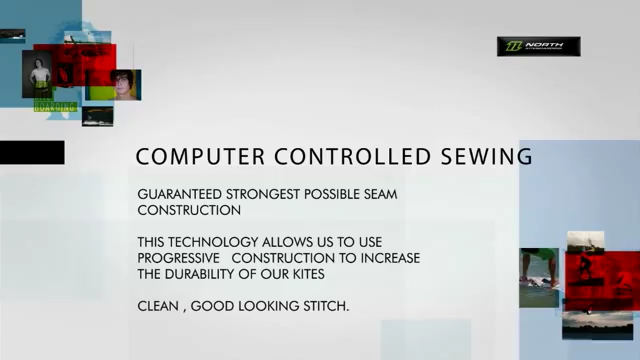 NORTH
BOARDING
COMPUTER CONTROLLED SEWING
GUARANTEED STRONGEST POSSIBLE SEAM
CONSTRUCTION
THIS TECHNOLOGY ALLOWS US TO USE
PROGRESSIVE CONSTRUCTION TO INCREASE
THE DURABILITY OF OUR KITES
CLEAN , GOOD LOOKING STITCH.